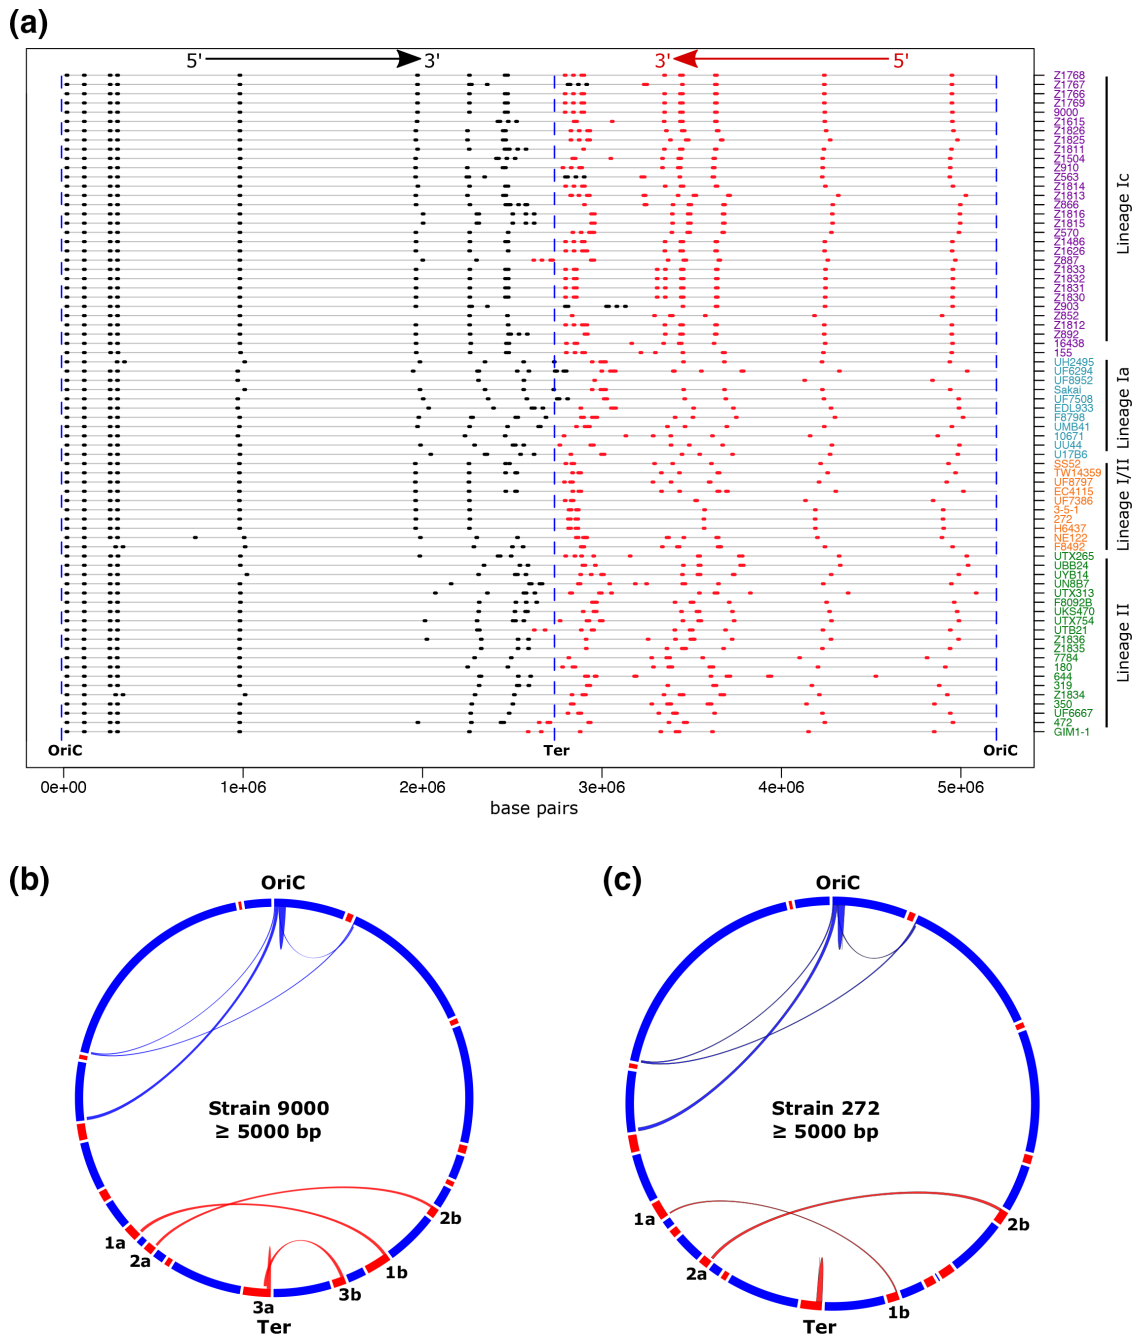 (a)
5' 3' 3' 5'
Z1768
Z1767
Z1766
Z1769
9000
Z1615
Z1826
Z1825
Z1811
Z1504
Z910
Z563
Z1814
Z1813
Z866
Z1816
Z1815
Z570
Z1486
Z1626
Z887
Z1833
Z1832
Z1831
Z1830
Z903
Z852
Z1812
Z892
16438
155
Lineage Ic
UH2495
UF6294
UF8952
Sakai
UF7508
EDL933
F8798
UMB41
10671
UU44
U17B6
Lineage Ia
SS52
TW14359
UF8797
EC4115
UF7386
3-5-1
272
H6437
NE122
F8492
Lineage I/II
UTX265
UBB24
UYB14
UN8B7
UTX313
F8092B
UKS470
UTX754
UTB21
Z1836
Z1835
7784
180
644
319
Z1834
350
UF6667
472
GIM1-1
Lineage II
OriC Ter OriC
0e+00 1e+06 2e+06 3e+06 4e+06 5e+06
base pairs
(b)
OriC
Strain 9000
≥ 5000 bp
1a
2a
3a
3b
1b
2b
Ter
(c)
OriC
Strain 272
≥ 5000 bp
1a
2a
1b
2b
Ter